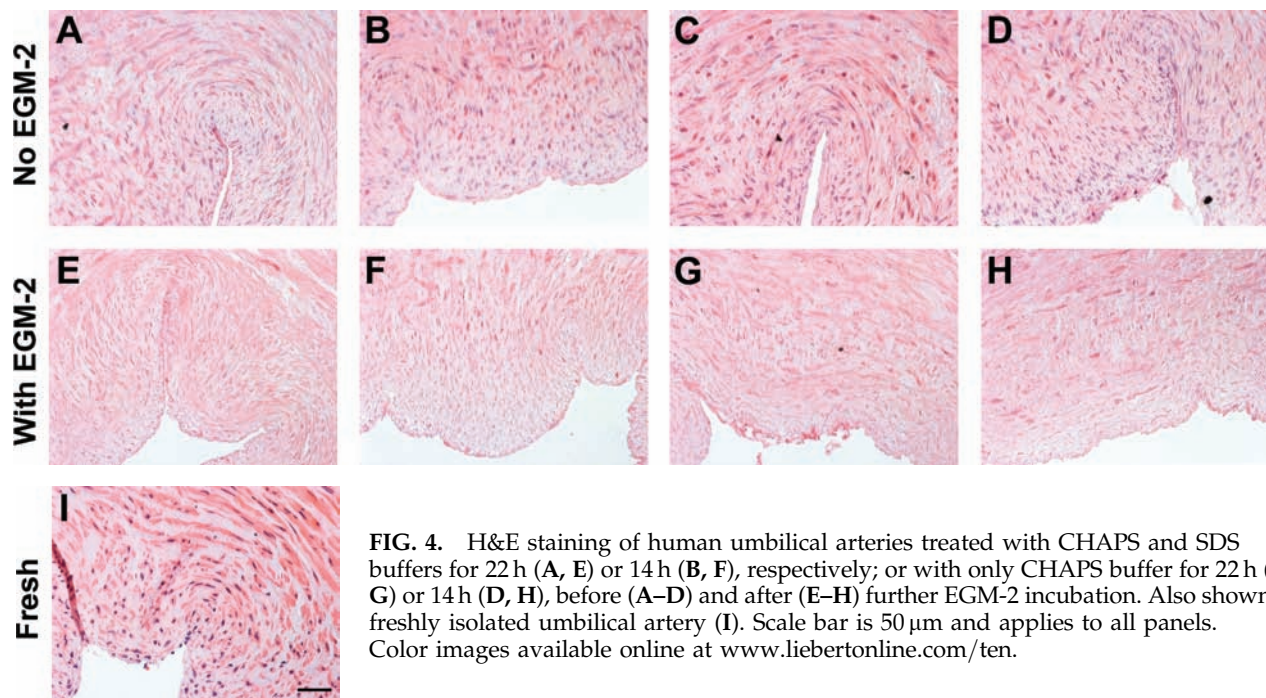 No EGM-2
A
B
C
D
With EGM-2
E
F
G
H
Fresh
I
FIG. 4. H&E staining of human umbilical arteries treated with CHAPS and SDS
buffers for 22 h (A, E) or 14 h (B, F), respectively; or with only CHAPS buffer for 22 h (
G) or 14 h (D, H), before (A–D) and after (E–H) further EGM-2 incubation. Also shown
freshly isolated umbilical artery (I). Scale bar is 50 μm and applies to all panels.
Color images available online at www.liebertonline.com/ten.